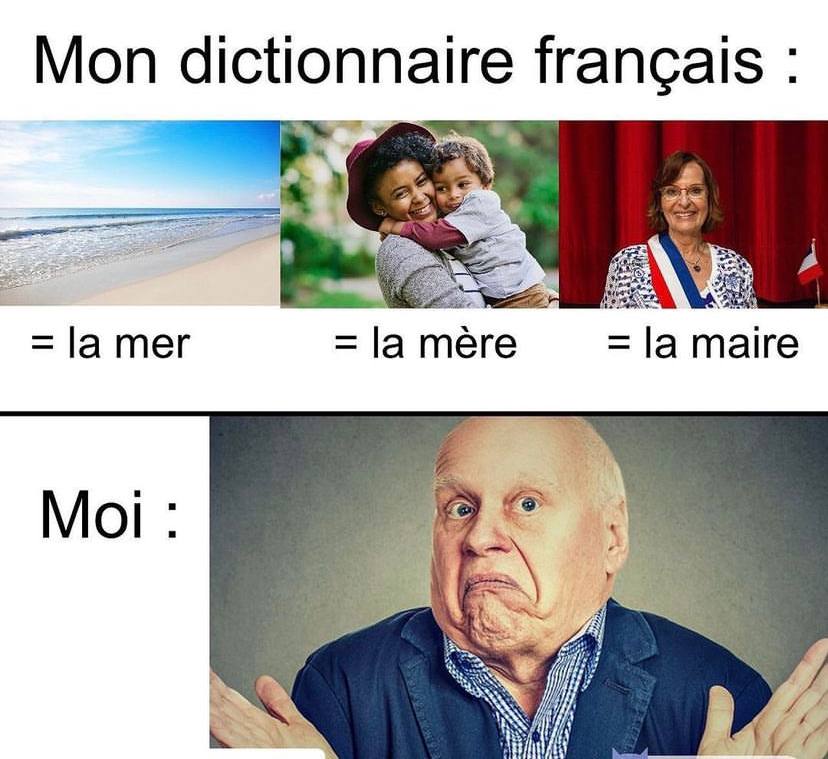 Mon dictionnaire français :
= la mer = la mère = la maire
Moi :